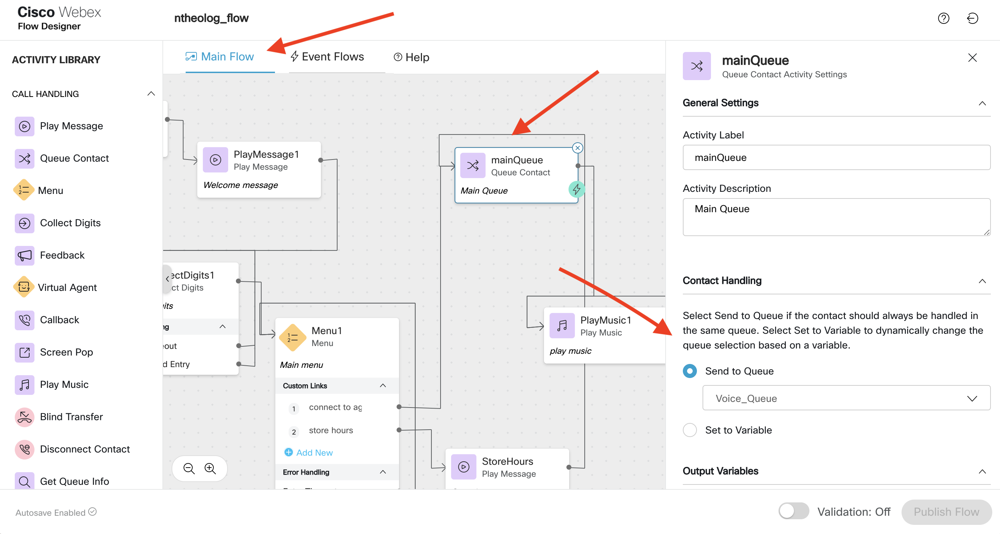 Cisco Webex
Flow Designer
ntheolog_flow
ACTIVITY LIBRARY
CALL HANDLING
Play Message
Queue Contact
1
2
Menu
Collect Digits
Feedback
Virtual Agent
Callback
Screen Pop
Play Music
Blind Transfer
Disconnect Contact
Get Queue Info
Main Flow
Event Flows
Help
PlayMessage1
Play Message
Welcome message
mainQueue
Queue Contact
Main Queue
ectDigits1
ct Digits
its
ng
eout
d Entry
1
2
Menu1
Menu
Main menu
Custom Links
1 connect to ag
2 store hours
Add New
Error Handling
PlayMusic1
Play Music
play music
StoreHours
Play Message
mainQueue
Queue Contact Activity Settings
General Settings
Activity Label
mainQueue
Activity Description
Main Queue
Contact Handling
Select Send to Queue if the contact should always be handled in
the same queue. Select Set to Variable to dynamically change the
queue selection based on a variable.
Send to Queue
Voice_Queue
Set to Variable
Output Variables
Autosave Enabled
Validation: Off
Publish Flow